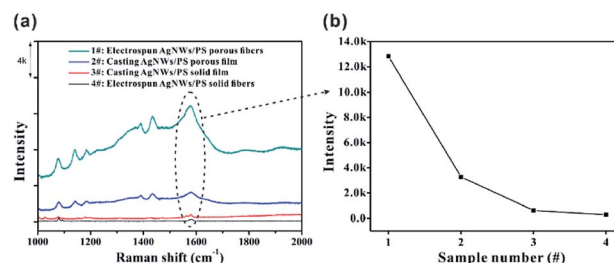 (a)
4k
1#: Electrospun AgNWs/PS porous fibers
2#: Casting AgNWs/PS porous film
3#: Casting AgNWs/PS solid film
4#: Electrospun AgNWs/PS solid fibers
Intensity
1000 1200 1400 1600 1800 2000
Raman shift (cm⁻¹)
(b)
14.0k
12.0k
10.0k
8.0k
6.0k
4.0k
2.0k
0.0
Intensity
1 2 3 4
Sample number (#)